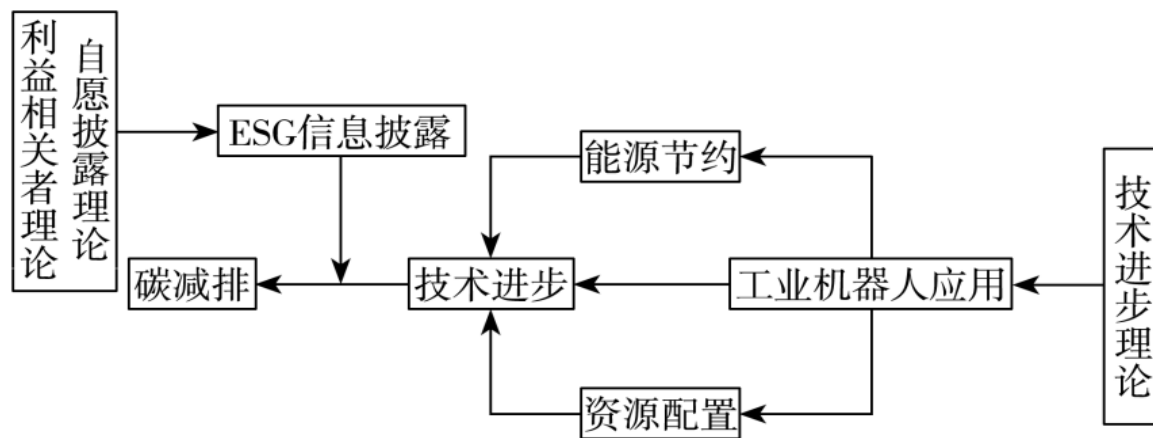 利益相关者理论
自愿披露理论
ESG信息披露
能源节约
碳减排
技术进步
工业机器人应用
技术进步理论
资源配置